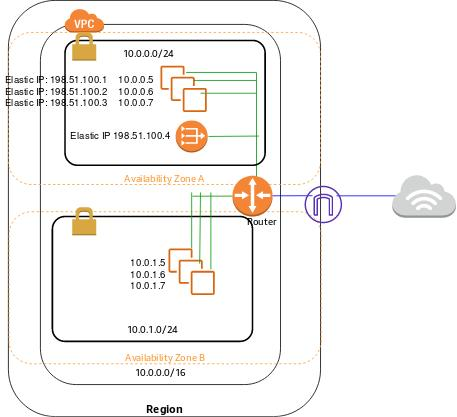 VPC
10.0.0.0/24
Elastic IP: 198.51.100.1 10.0.0.5
Elastic IP: 198.51.100.2 10.0.0.6
Elastic IP: 198.51.100.3 10.0.0.7
Elastic IP 198.51.100.4
Availability Zone A
Router
10.0.1.5
10.0.1.6
10.0.1.7
10.0.1.0/24
Availability Zone B
10.0.0.0/16
Region